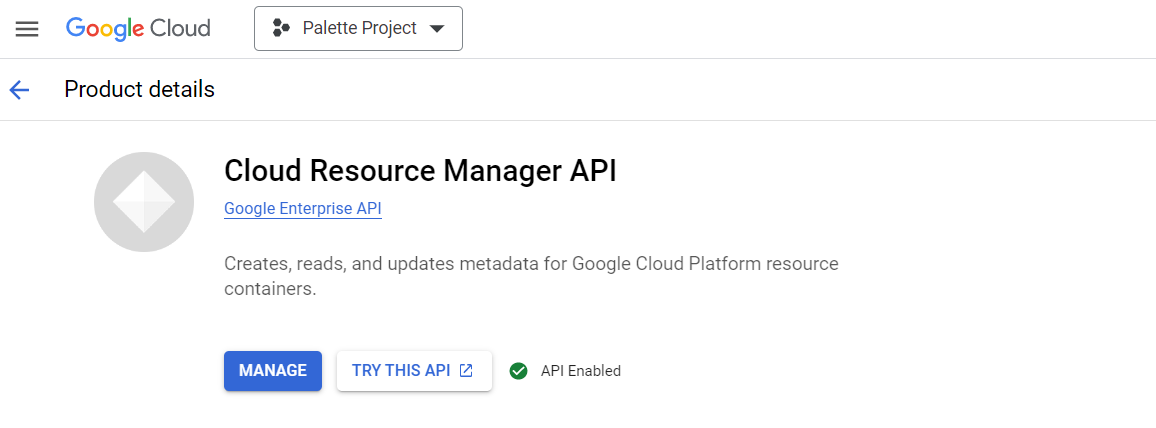 Google Cloud
Palette Project
Product details
Cloud Resource Manager API
Google Enterprise API
Creates, reads, and updates metadata for Google Cloud Platform resource
containers.
MANAGE
TRY THIS API
API Enabled